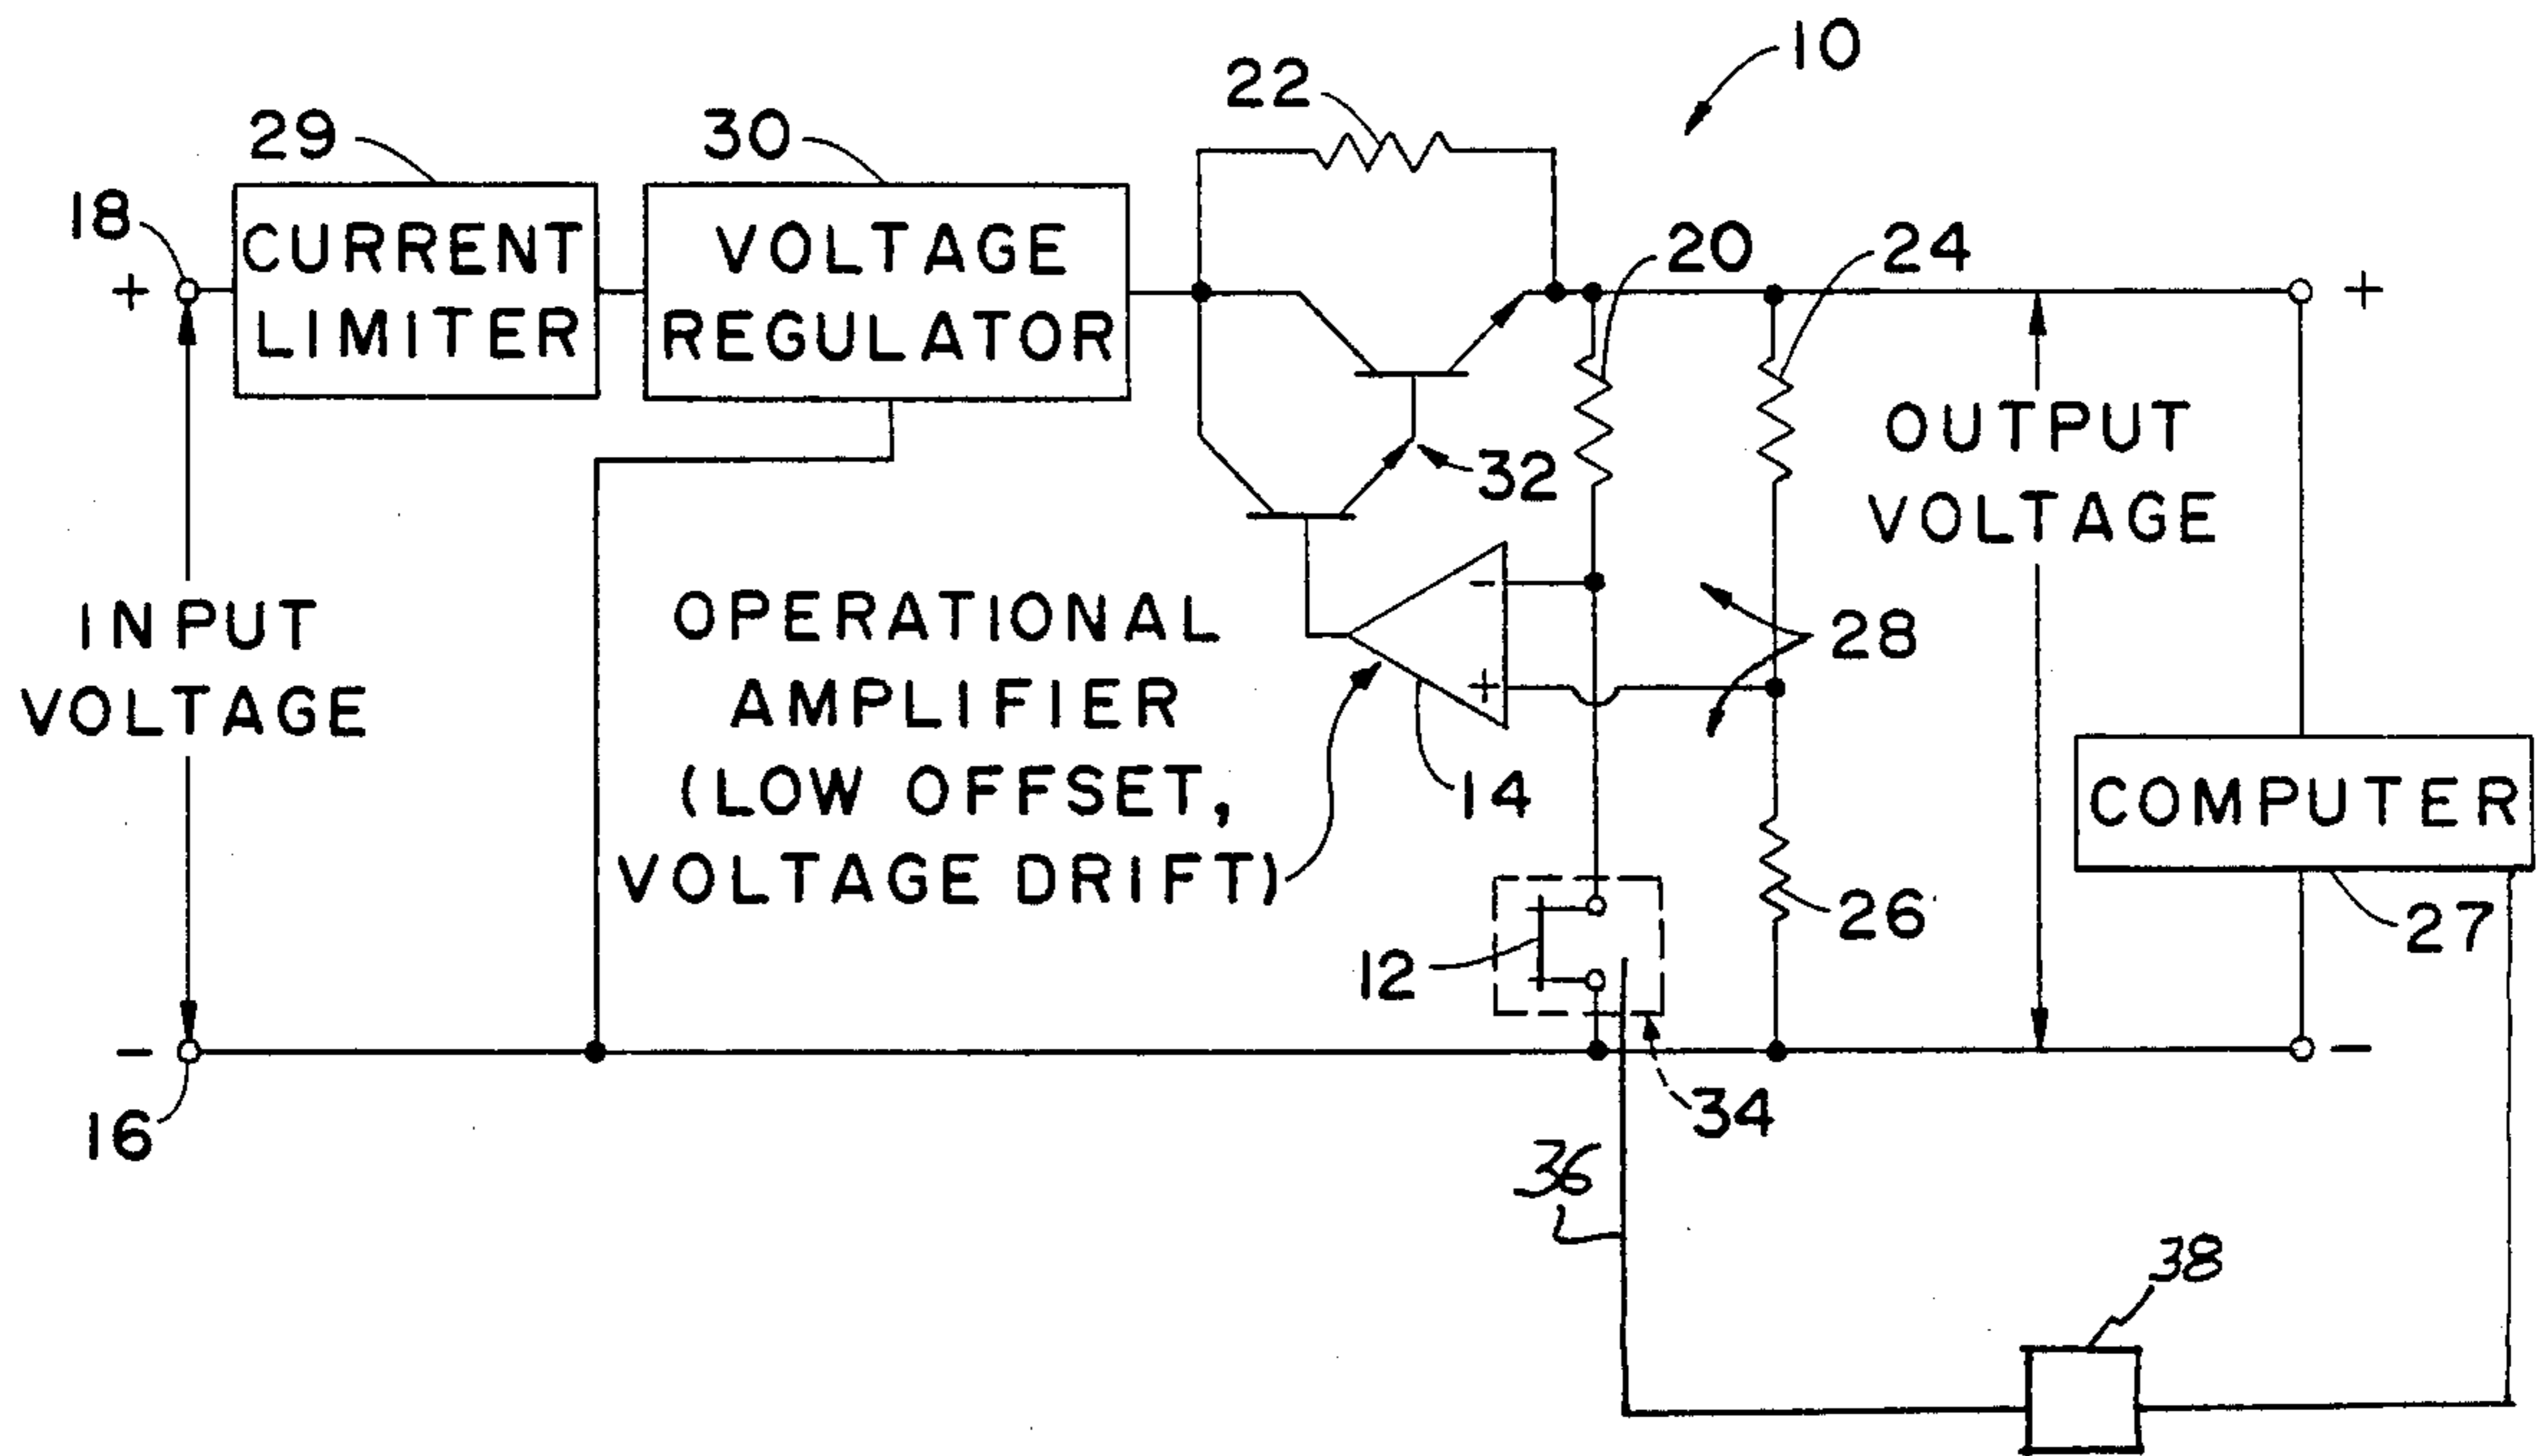 10
22
29
30
18
CURRENT
LIMITER
VOLTAGE
REGULATOR
20
24
+
+
OUTPUT
VOLTAGE
32
INPUT
VOLTAGE
OPERATIONAL
AMPLIFIER
(LOW OFFSET,
VOLTAGE DRIFT)
-
+
28
14
COMPUTER
26
27
12
-
-
16
34
36
38